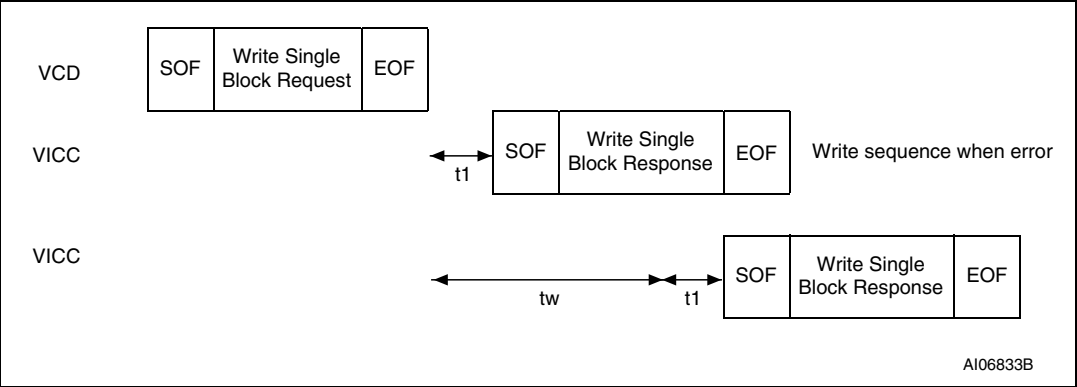 VCD
SOF
Write Single
Block Request
EOF
VICC
t1
SOF
Write Single
Block Response
EOF
Write sequence when error
VICC
tw
t1
SOF
Write Single
Block Response
EOF
AI06833B